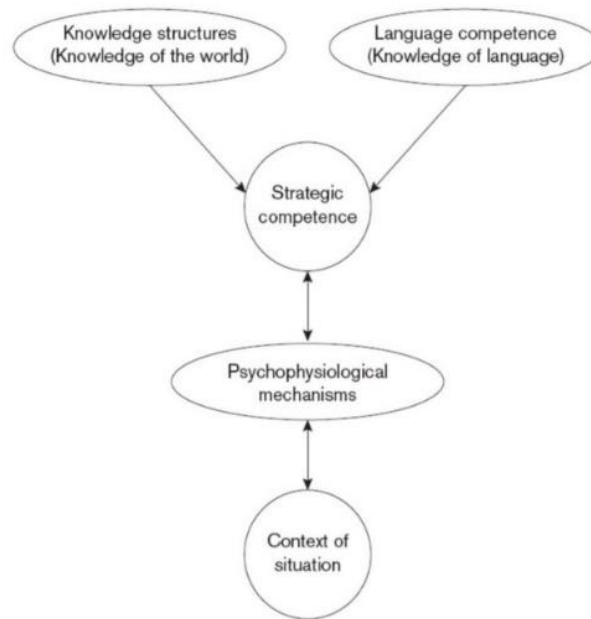 Knowledge structures
(Knowledge of the world)
Language competence
(Knowledge of language)
Strategic
competence
Psychophysiological
mechanisms
Context of
situation